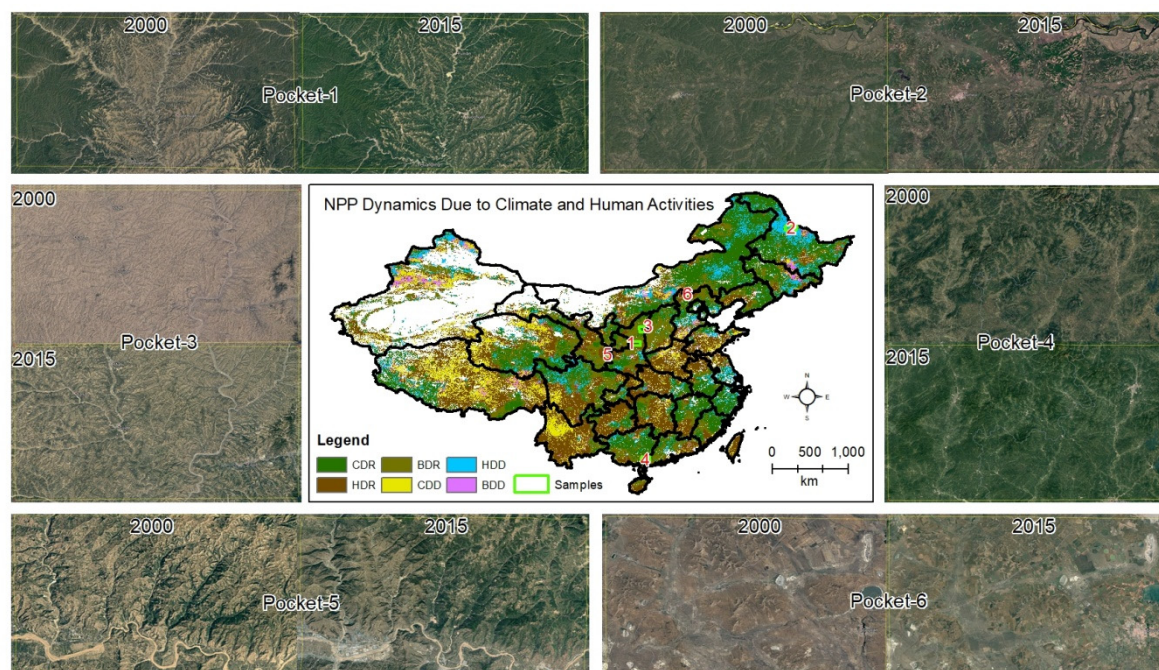 2000
2015
Pocket-1
2000
2015
Pocket-2
2000
Pocket-3
2015
NPP Dynamics Due to Climate and Human Activities
2
6
3
1
5
4
N
W E
S
Legend
CDR BDR HDD
HDR CDD BDD Samples
0 500 1,000
km
2000
Pocket-4
2015
2000
2015
Pocket-5
2000
2015
Pocket-6